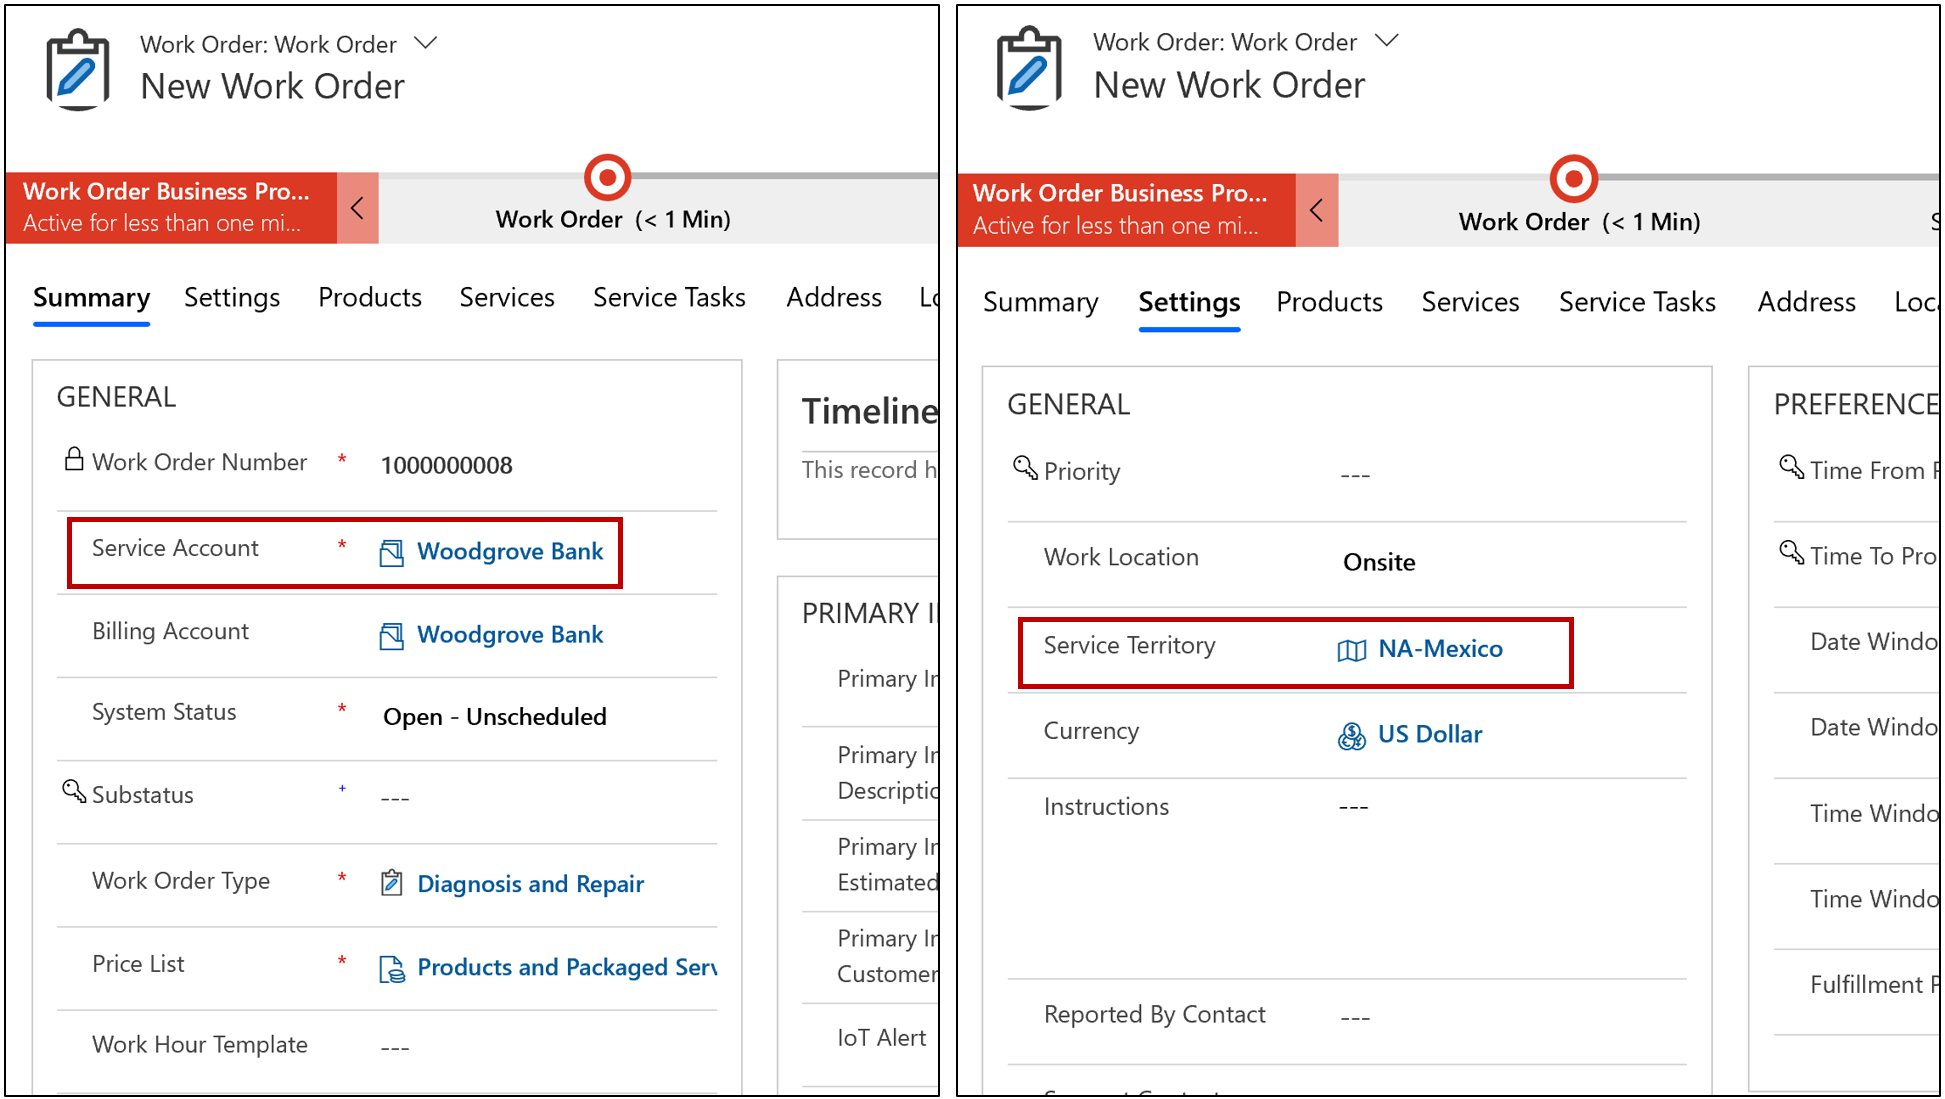 Work Order: Work Order
New Work Order
Work Order Business Pro...
Active for less than one mi...
Work Order (< 1 Min)
Summary Settings Products Services Service Tasks Address
GENERAL
Work Order Number * 1000000008
Service Account * Woodgrove Bank
Billing Account Woodgrove Bank
System Status * Open - Unscheduled
Substatus + ---
Work Order Type * Diagnosis and Repair
Price List * Products and Packaged Serv
Work Hour Template ---
Timeline
This record h
PRIMARY I
Primary In
Primary In
Descriptic
Primary In
Estimated
Primary In
Customer
IoT Alert
Work Order: Work Order
New Work Order
Work Order Business Pro...
Active for less than one mi...
Work Order (< 1 Min)
Summary Settings Products Services Service Tasks Address Loc
GENERAL
Priority ---
Work Location Onsite
Service Territory NA-Mexico
Currency US Dollar
Instructions ---
Reported By Contact ---
PREFERENCE
Time From P
Time To Pro
Date Windo
Date Windo
Time Windo
Time Windo
Fulfillment P